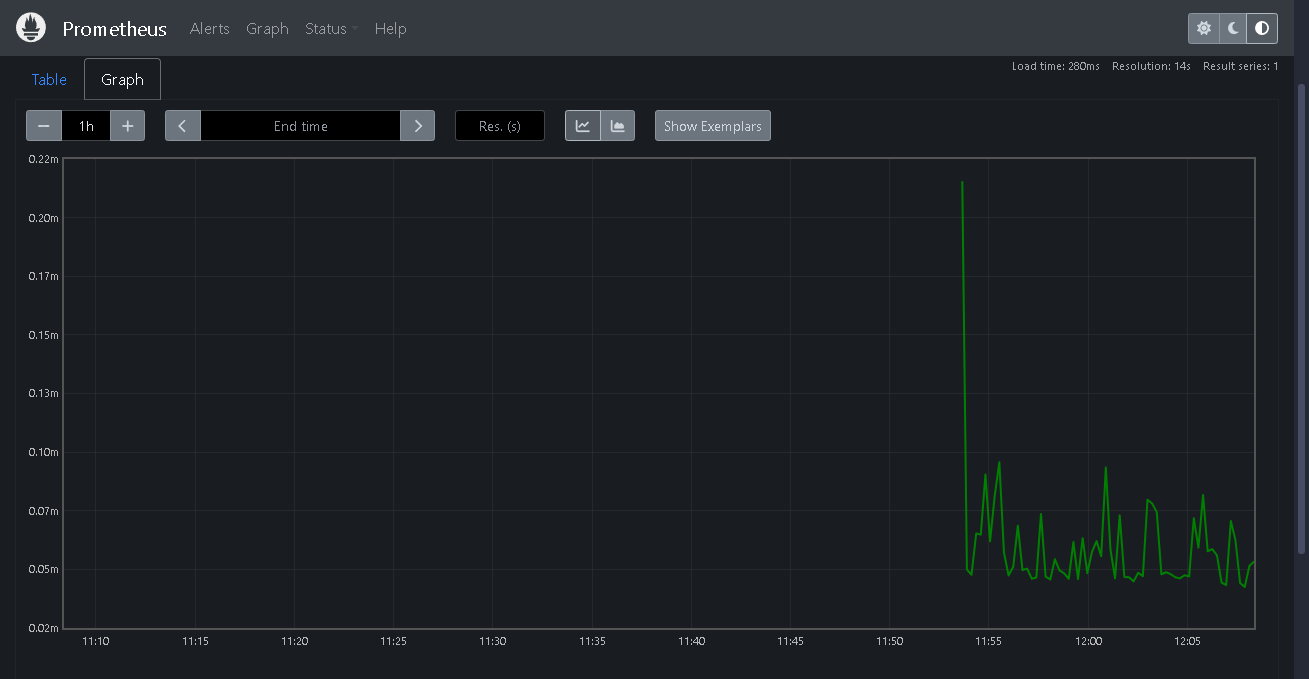 Prometheus Alerts Graph Status Help
Load time: 280ms Resolution: 14s Result series: 1
Table Graph
1h End time Res. (s) Show Exemplars
0.22m
0.20m
0.17m
0.15m
0.13m
0.10m
0.07m
0.05m
0.02m
11:10 11:15 11:20 11:25 11:30 11:35 11:40 11:45 11:50 11:55 12:00 12:05